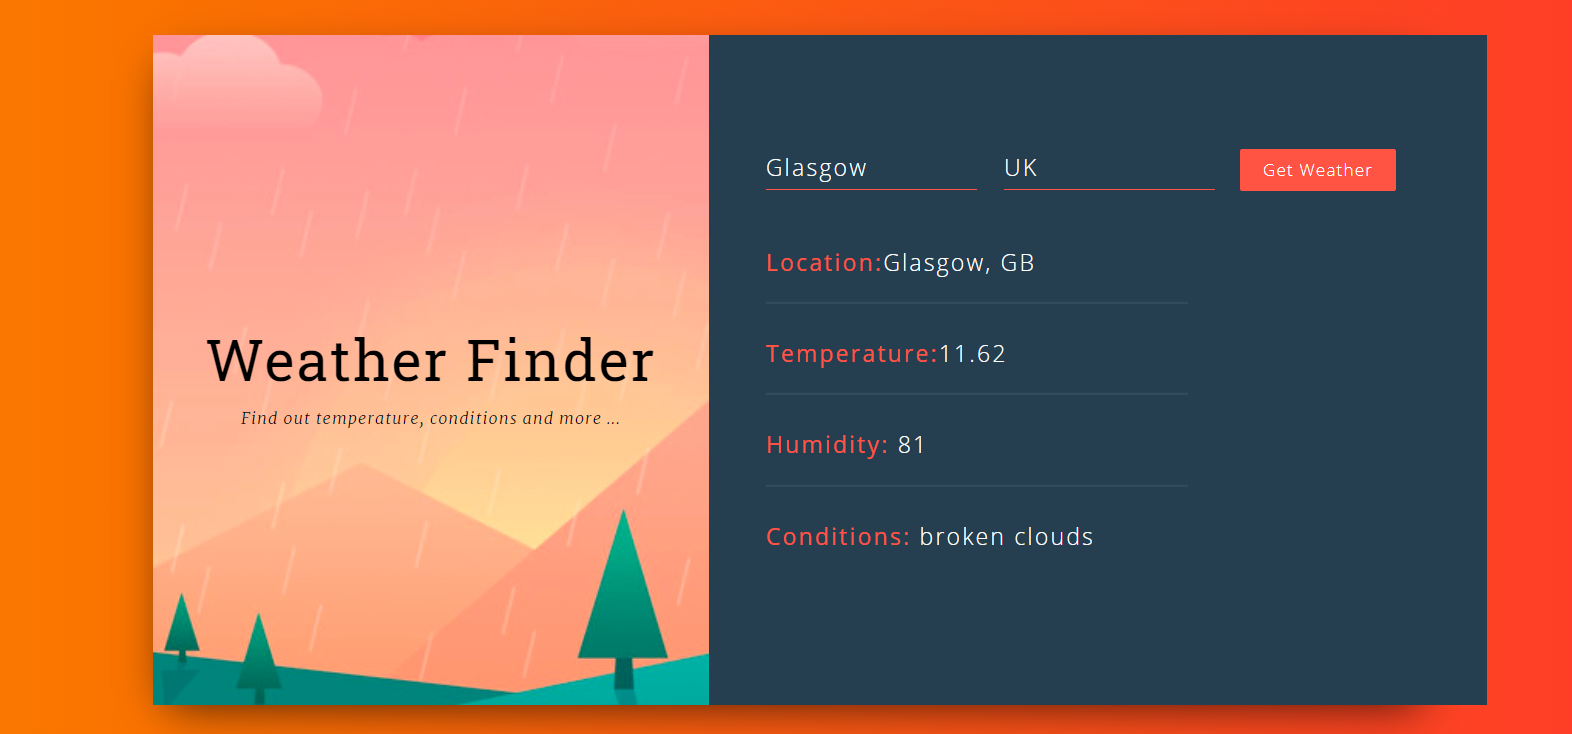 Weather Finder
Find out temperature, conditions and more ...
Glasgow UK Get Weather
Location:Glasgow, GB
Temperature:11.62
Humidity: 81
Conditions: broken clouds